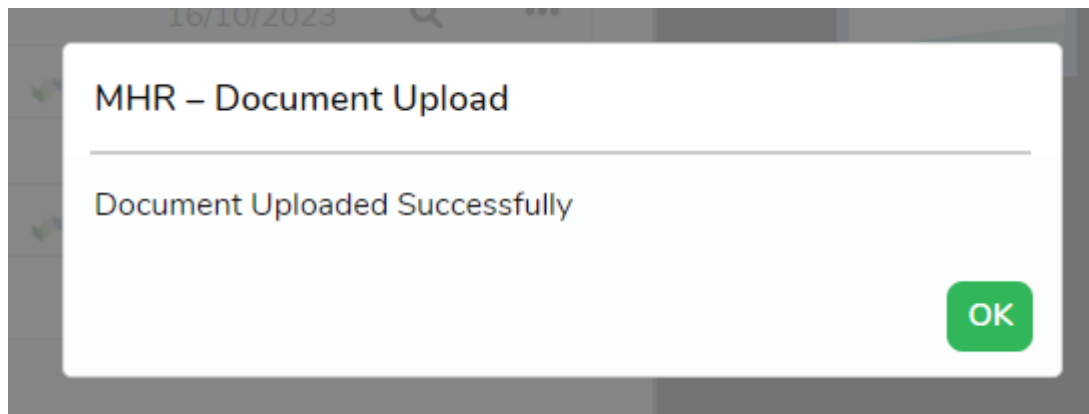 16/10/2023
MHR – Document Upload
Document Uploaded Successfully
OK